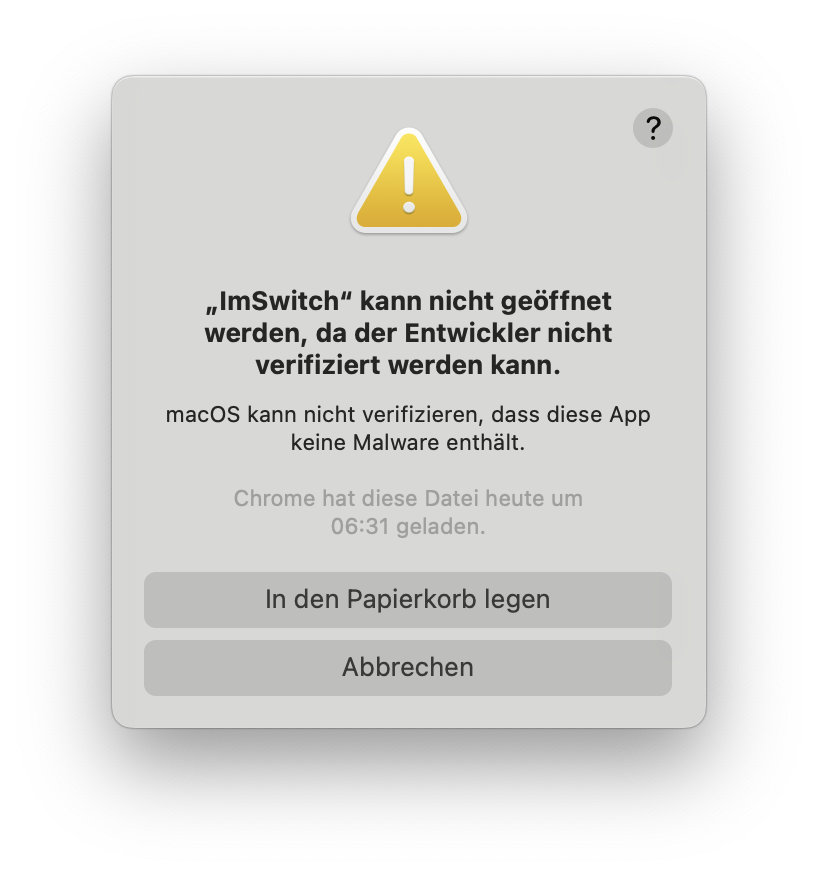 ?
„ImSwitch“ kann nicht geöffnet
werden, da der Entwickler nicht
verifiziert werden kann.
macOS kann nicht verifizieren, dass diese App
keine Malware enthält.
Chrome hat diese Datei heute um
06:31 geladen.
In den Papierkorb legen
Abbrechen